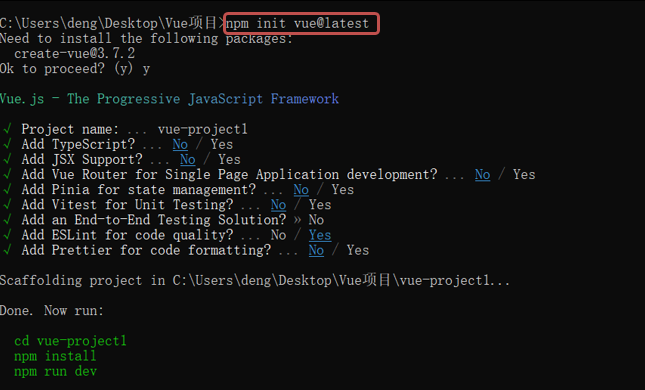 C:\Users\deng\Desktop\Vue项目>npm init vue@latest
Need to install the following packages:
  create-vue@3.7.2
Ok to proceed? (y) y
Vue.js - The Progressive JavaScript Framework
√ Project name: ... vue-project1
√ Add TypeScript? ... No / Yes
√ Add JSX Support? ... No / Yes
√ Add Vue Router for Single Page Application development? ... No / Yes
√ Add Pinia for state management? ... No / Yes
√ Add Vitest for Unit Testing? ... No / Yes
√ Add an End-to-End Testing Solution? » No
√ Add ESLint for code quality? ... No / Yes
√ Add Prettier for code formatting? ... No / Yes
Scaffolding project in C:\Users\deng\Desktop\Vue项目\vue-project1...
Done. Now run:
  cd vue-project1
  npm install
  npm run dev